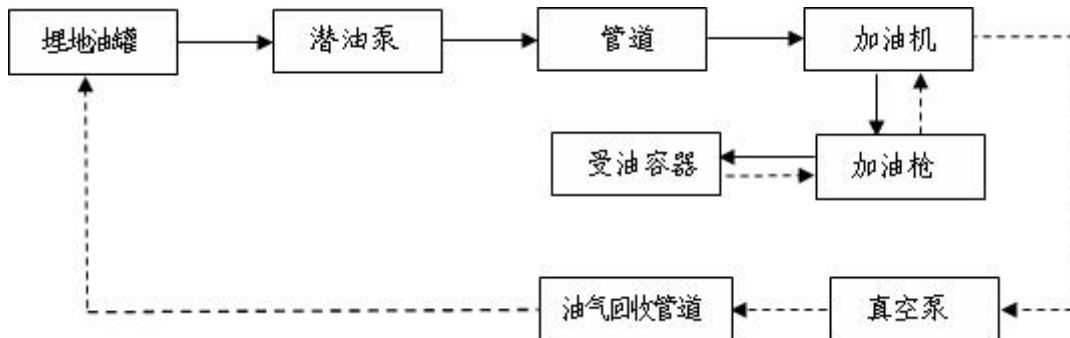 埋地油罐
潜油泵
管道
加油机
受油容器
加油枪
油气回收管道
真空泵